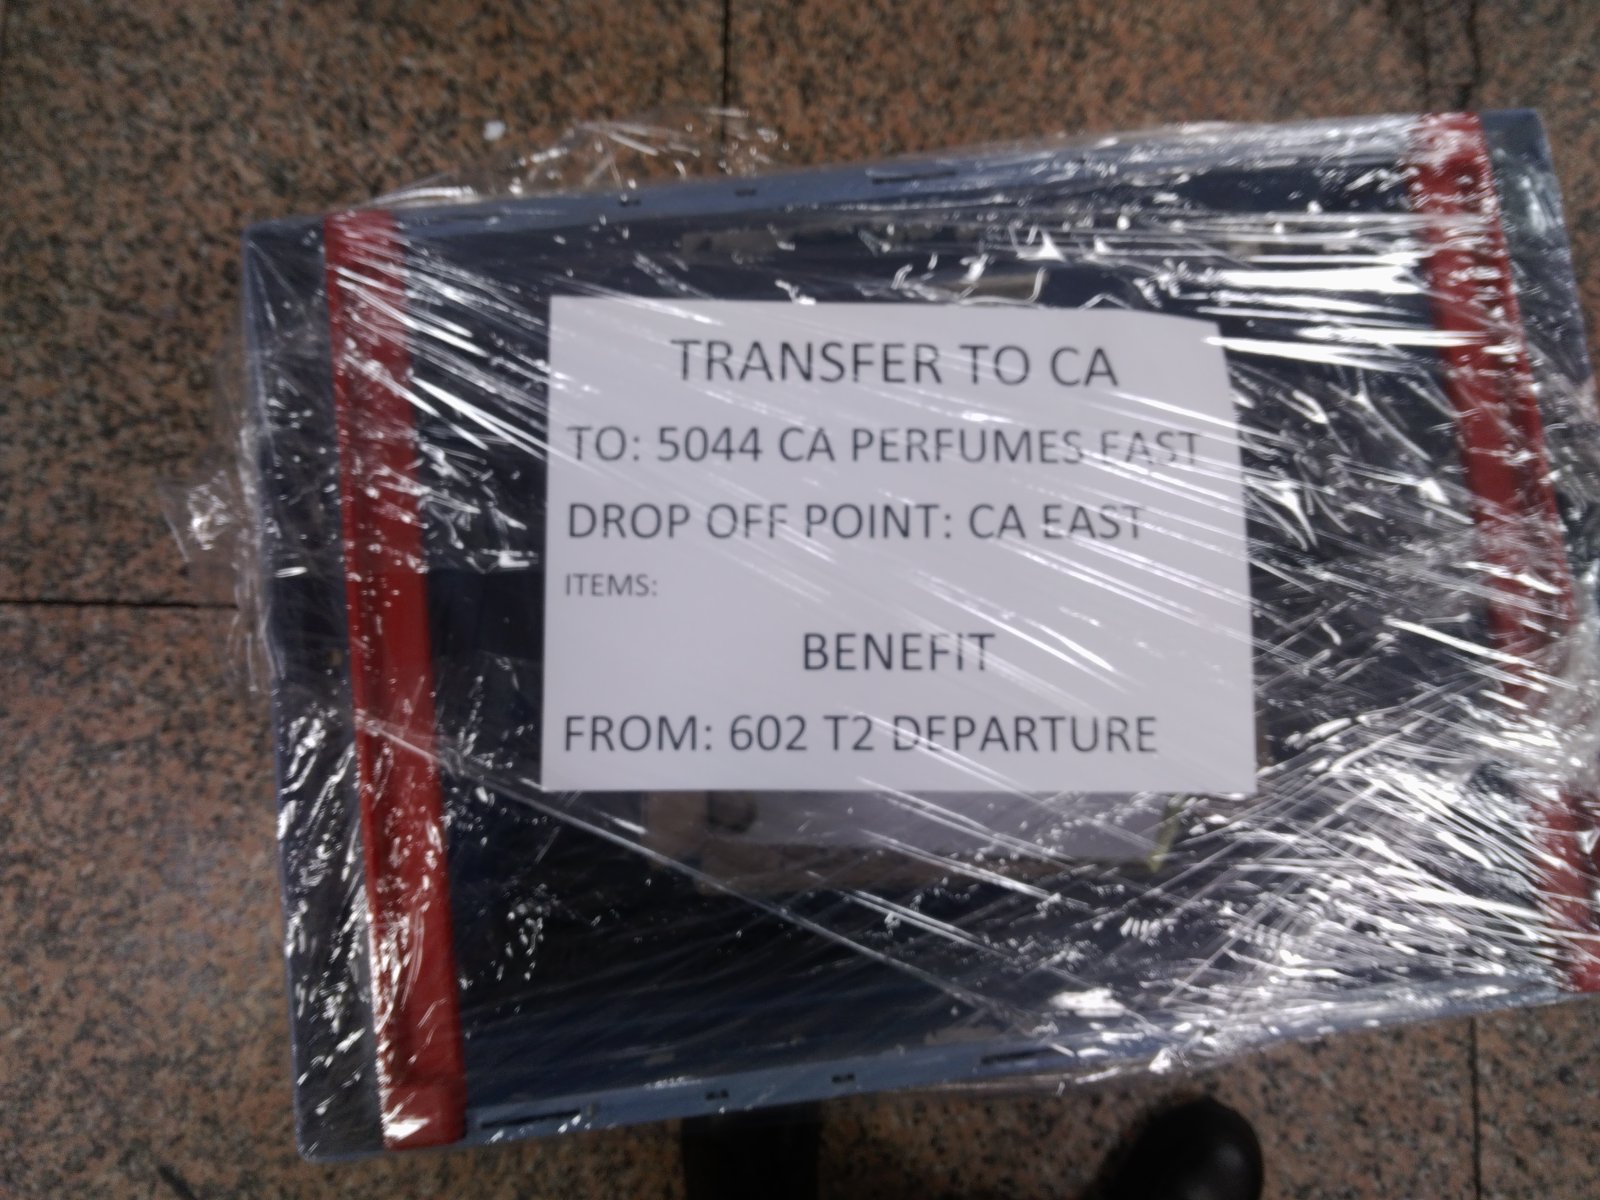 TRANSFER TO CA
TO: 5044 CA PERFUMES EAST
DROP OFF POINT: CA EAST
ITEMS:
BENEFIT
FROM: 602 T2 DEPARTURE